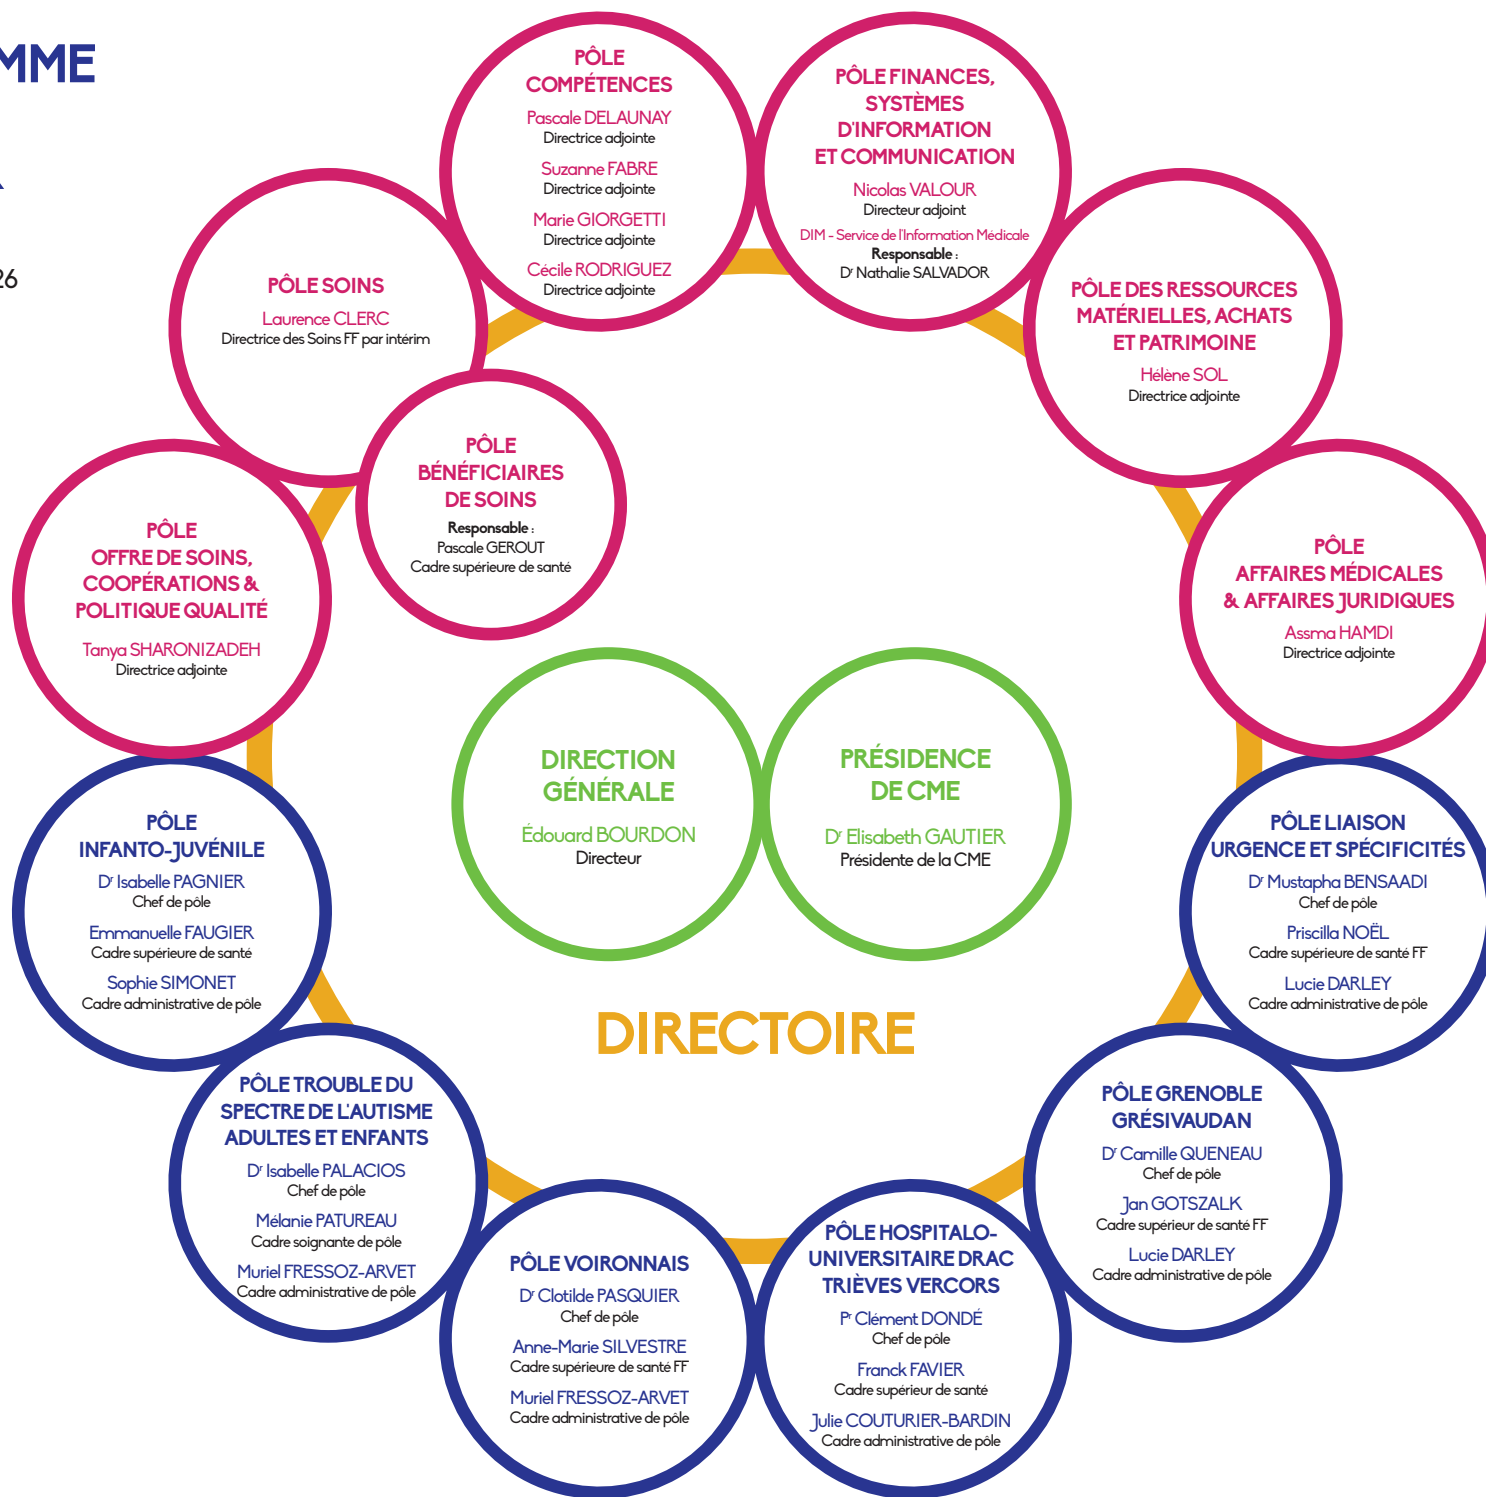 MME
26
PÔLE
COMPÉTENCES
Pascale DELAUNAY
Directrice adjointe
Suzanne FABRE
Directrice adjointe
Marie GIORGETTI
Directrice adjointe
Cécile RODRIGUEZ
Directrice adjointe
PÔLE FINANCES,
SYSTÈMES
D'INFORMATION
ET COMMUNICATION
Nicolas VALOUR
Directeur adjoint
DIM - Service de l'Information Médicale
Responsable :
Dr Nathalie SALVADOR
PÔLE SOINS
Laurence CLERC
Directrice des Soins FF par intérim
PÔLE DES RESSOURCES
MATÉRIELLES, ACHATS
ET PATRIMOINE
Hélène SOL
Directrice adjointe
PÔLE
BÉNÉFICIAIRES
DE SOINS
Responsable :
Pascale GEROUT
Cadre supérieure de santé
PÔLE
OFFRE DE SOINS,
COOPÉRATIONS &
POLITIQUE QUALITÉ
Tanya SHARONIZADEH
Directrice adjointe
PÔLE
AFFAIRES MÉDICALES
& AFFAIRES JURIDIQUES
Assma HAMDI
Directrice adjointe
DIRECTION
GÉNÉRALE
Édouard BOURDON
Directeur
PRÉSIDENCE
DE CME
Dr Elisabeth GAUTIER
Présidente de la CME
DIRECTOIRE
PÔLE
INFANTO-JUVÉNILE
Dr Isabelle PAGNIER
Chef de pôle
Emmanuelle FAUGIER
Cadre supérieure de santé
Sophie SIMONET
Cadre administrative de pôle
PÔLE LIAISON
URGENCE ET SPÉCIFICITÉS
Dr Mustapha BENSAADI
Chef de pôle
Priscilla NOËL
Cadre supérieure de santé FF
Lucie DARLEY
Cadre administrative de pôle
PÔLE TROUBLE DU
SPECTRE DE L'AUTISME
ADULTES ET ENFANTS
Dr Isabelle PALACIOS
Chef de pôle
Mélanie PATUREAU
Cadre soignante de pôle
Muriel FRESSOZ-ARVET
Cadre administrative de pôle
PÔLE GRENOBLE
GRÉSIVAUDAN
Dr Camille QUENEAU
Chef de pôle
Jan GOTSZALK
Cadre supérieur de santé FF
Lucie DARLEY
Cadre administrative de pôle
PÔLE VOIRONNAIS
Dr Clotilde PASQUIER
Chef de pôle
Anne-Marie SILVESTRE
Cadre supérieure de santé FF
Muriel FRESSOZ-ARVET
Cadre administrative de pôle
PÔLE HOSPITALO-
UNIVERSITAIRE DRAC
TRIÈVES VERCORS
Pr Clément DONDÉ
Chef de pôle
Franck FAVIER
Cadre supérieur de santé
Julie COUTURIER-BARDIN
Cadre administrative de pôle